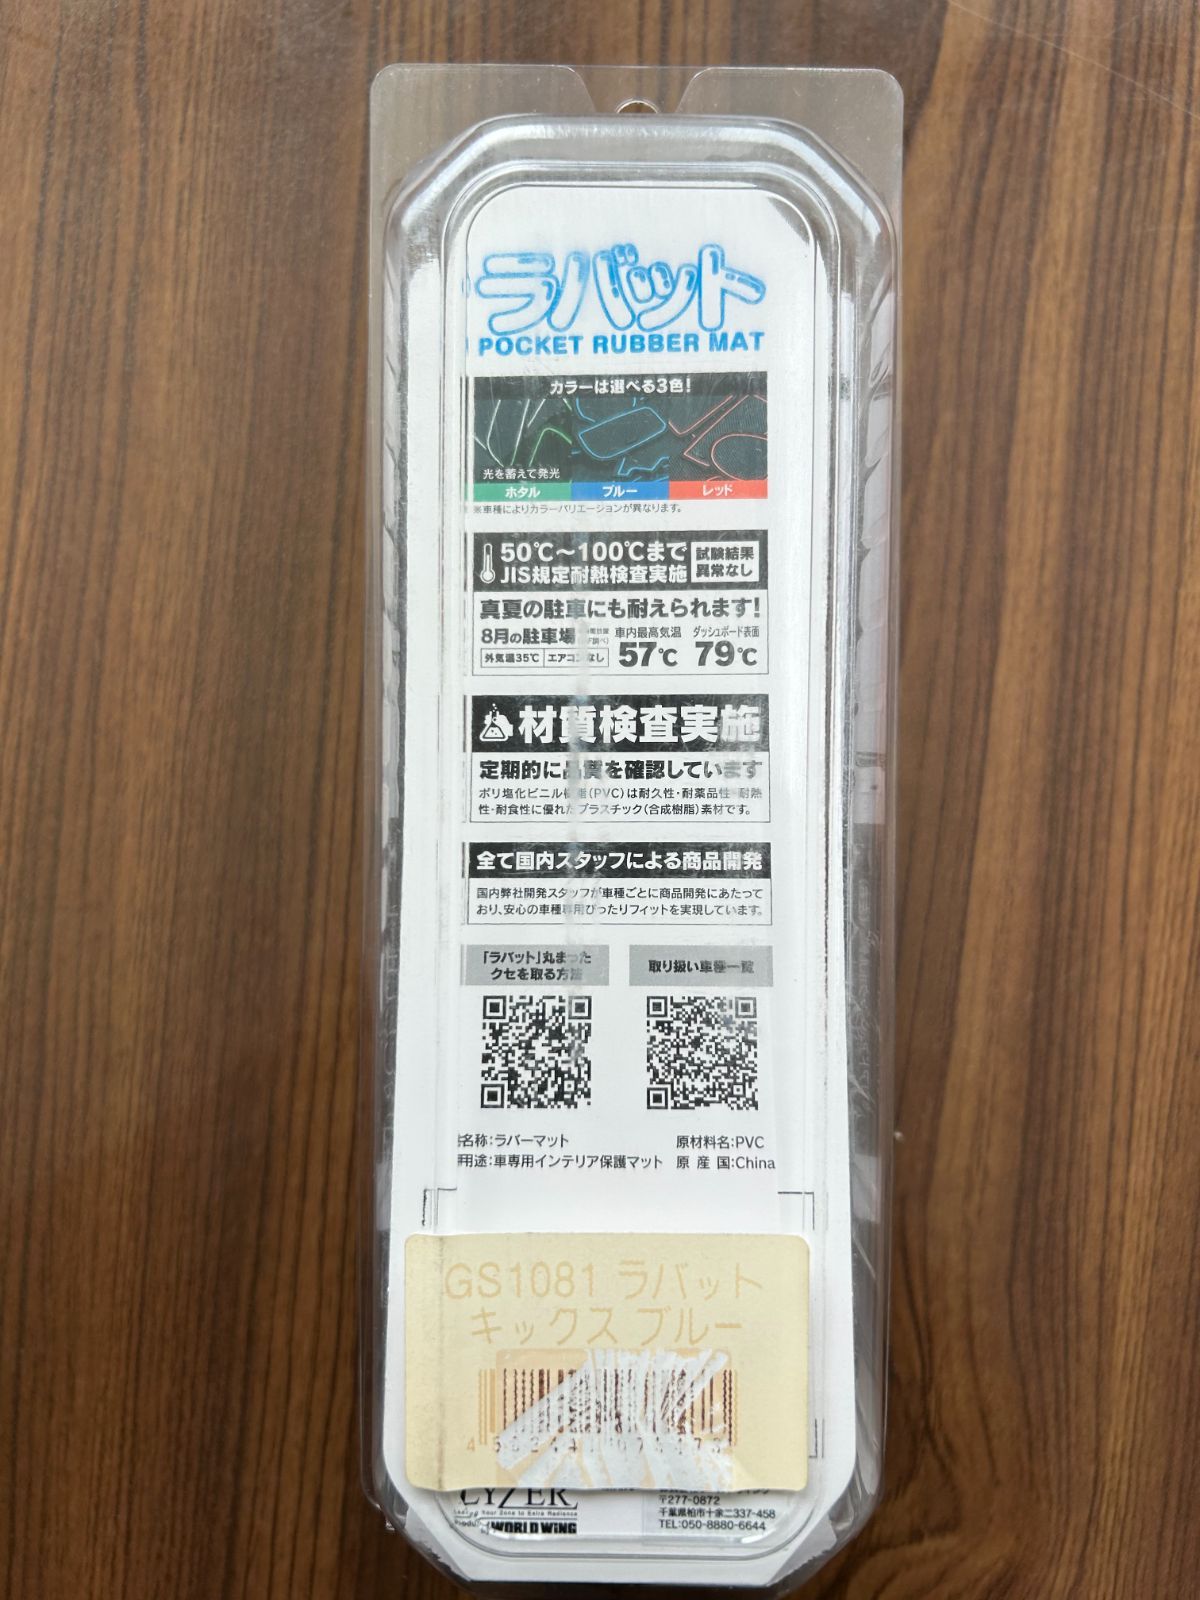 ラバット
POCKET RUBBER MAT
カラーは選べる3色!
光を蓄えて発光
ホタル ブルー レッド
※車種によりカラーバリエーションが異なります。
50℃〜100℃まで
JIS規定耐熱検査実施
試験結果
異常なし
真夏の駐車にも耐えられます!
8月の駐車場
外気温35℃ エアコンなし
車内最高気温 57℃
ダッシュボード表面 79℃
材質検査実施
定期的に品質を確認しています
ポリ塩化ビニル樹脂(PVC)は耐久性・耐薬品性・耐熱
性・耐食性に優れたプラスチック(合成樹脂)素材です。
全て国内スタッフによる商品開発
国内弊社開発スタッフが車種ごとに商品開発にあたって
おり、安心の車種専用ぴったりフィットを実現しています。
「ラバット」丸まった
クセを取る方法
取り扱い車種一覧
名称:ラバーマット
用途:車専用インテリア保護マット
原材料名:PVC
原産国:China
GS1081 ラバット
キックス ブルー
LYZER
Your Zone to Extra Radiance
WORLD WING
〒277-0872
千葉県柏市十余二337-458
TEL:050-8880-6644